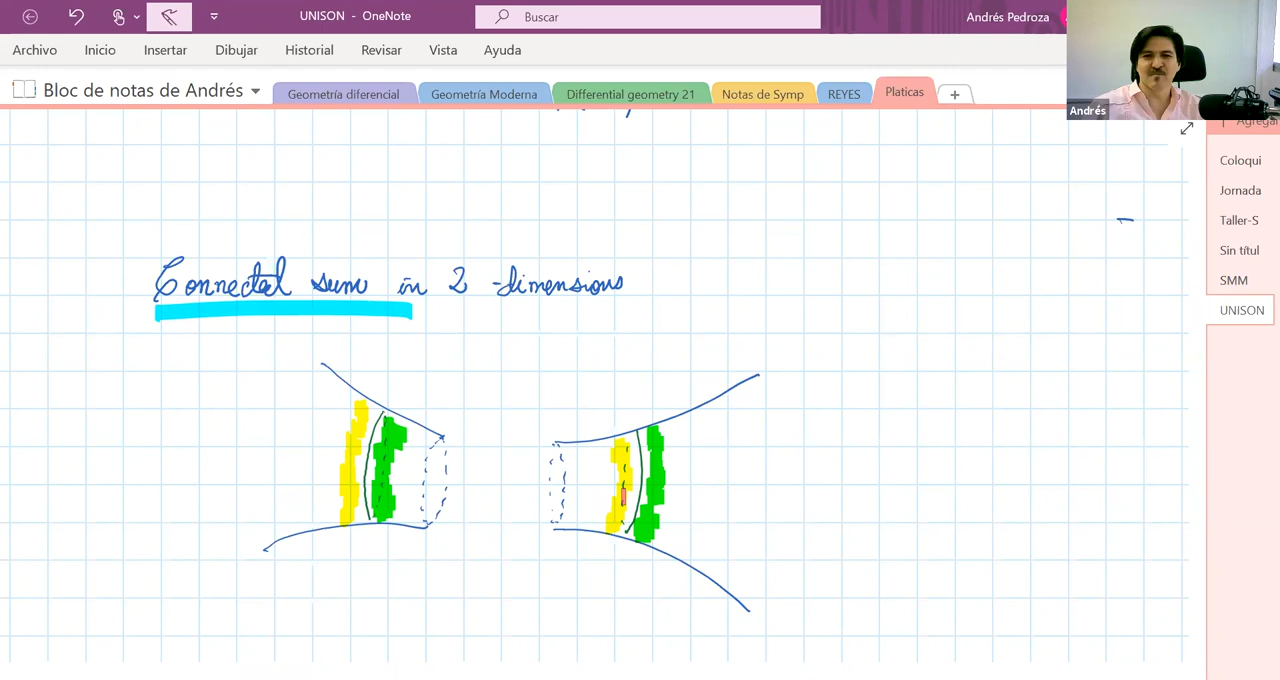 UNISON - OneNote
Buscar
Andrés Pedroza
Archivo Inicio Insertar Dibujar Historial Revisar Vista Ayuda
Bloc de notas de Andrés
Geometría diferencial Geometría Moderna Differential geometry 21 Notas de Symp REYES Platicas +
Andrés
Agregar
Coloqui
Jornada
Taller-S
Sin títul
SMM
UNISON
Connected sum in 2 -dimensions